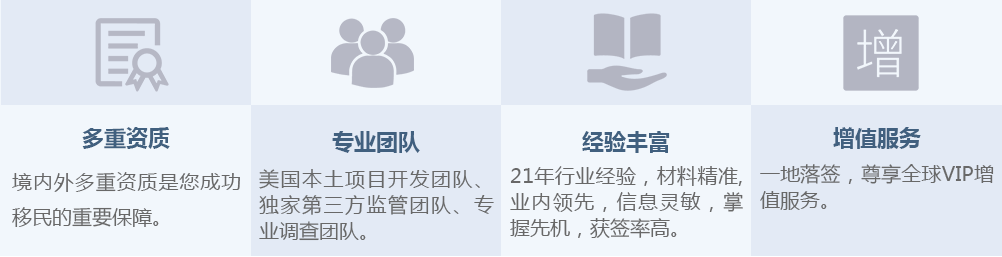 增
多重资质
境内外多重资质是您成功
移民的重要保障。
专业团队
美国本土项目开发团队、
独家第三方监管团队、专
业调查团队。
经验丰富
21年行业经验，材料精准,
业内领先，信息灵敏，掌
握先机，获签率高。
增值服务
一地落签，尊享全球VIP增
值服务。